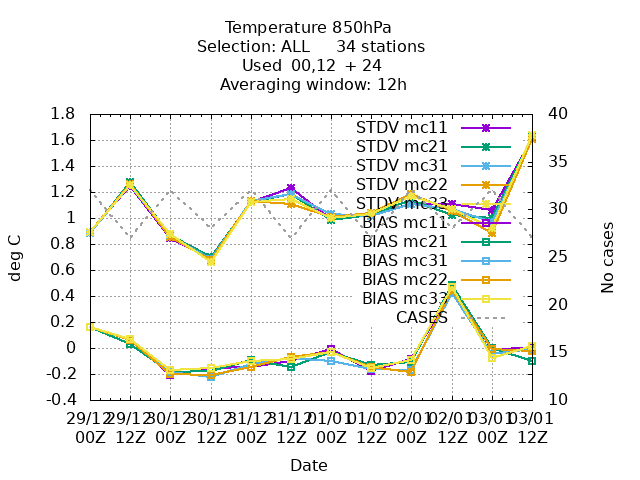 Temperature 850hPa
Selection: ALL 34 stations
Used 00,12 + 24
Averaging window: 12h
1.8
1.6
1.4
1.2
1
0.8
0.6
0.4
0.2
0
-0.2
-0.4
deg C
40
35
30
25
20
15
10
No cases
STDV mc11
STDV mc21
STDV mc31
STDV mc22
STDV mc33
BIAS mc11
BIAS mc21
BIAS mc31
BIAS mc22
BIAS mc33
CASES
29/12 29/12 30/12 30/12 31/12 31/12 01/01 01/01 02/01 02/01 03/01 03/01
00Z 12Z 00Z 12Z 00Z 12Z 00Z 12Z 00Z 12Z 00Z 12Z
Date